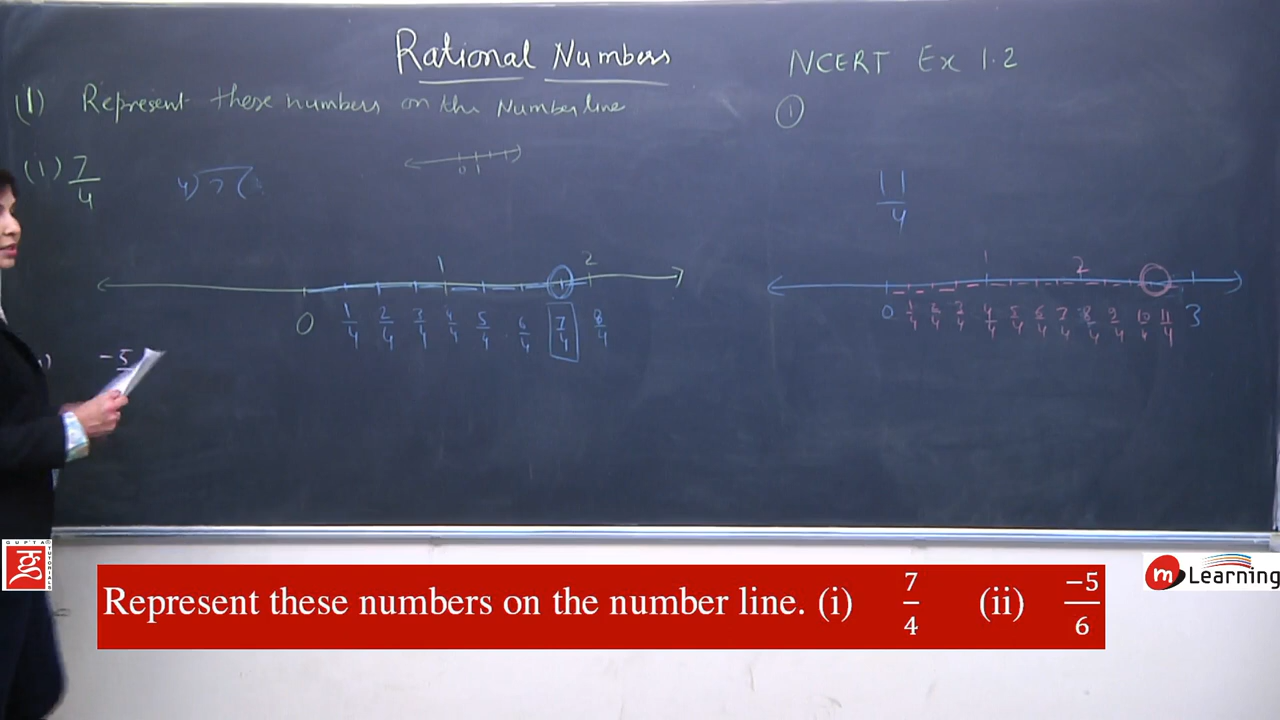 Rational Numbers
NCERT Ex 1.2
(1) Represent these numbers on the Number line
①
(i) 7/4
0 1
11/4
1 2
1 2
0 1/4 2/4 3/4 4/4 5/4 6/4 7/4 8/4
0 1/4 2/4 3/4 4/4 5/4 6/4 7/4 8/4 9/4 10/4 11/4 3
-5
GUPTA TUTORIALS
m Learning
Represent these numbers on the number line. (i) 7/4 (ii) −5/6